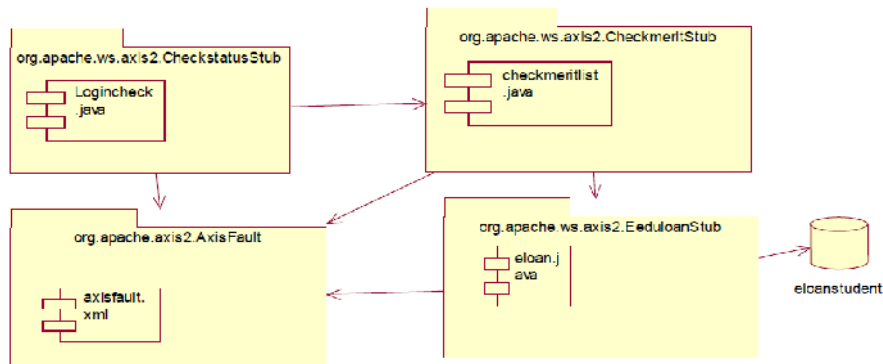 org.apache.ws.axis2.CheckstatusStub
Logincheck
.java
org.apache.ws.axis2.CheckmeritStub
checkmeritlist
.java
org.apache.axis2.AxisFault
axisfault.
xml
org.apache.ws.axis2.EeduloanStub
eloan.j
ava
eloanstudent